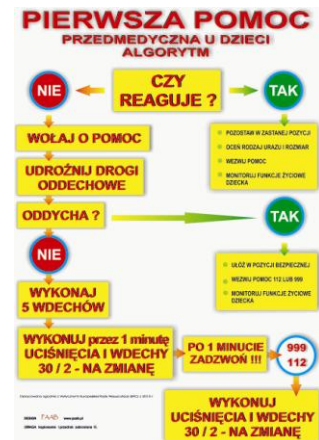 PIERWSZA POMOC
PRZEDMEDYCZNA U DZIECI
ALGORYTM
NIE
CZY
REAGUJE ?
TAK
WOŁAJ O POMOC
POZOSTAW W ZASTANEJ POZYCJI
OCEŃ RODZAJ URAZU I ROZMIAR
WEZWIJ POMOC
MONITORUJ FUNKCJE ŻYCIOWE
DZIECKA
UDROŻNIJ DROGI
ODDECHOWE
ODDYCHA ?
TAK
NIE
UŁÓŻ W POZYCJI BEZPIECZNEJ
WEZWIJ POMOC 112 LUB 999
MONITORUJ FUNKCJE ŻYCIOWE
DZIECKA
WYKONAJ
5 WDECHÓW
WYKONUJ przez 1 minutę
UCIŚNIĘCIA I WDECHY
30 / 2 - NA ZMIANĘ
PO 1 MINUCIE
ZADZWOŃ !!!
999
112
WYKONUJ
UCIŚNIĘCIA I WDECHY
30 / 2 - NA ZMIANĘ